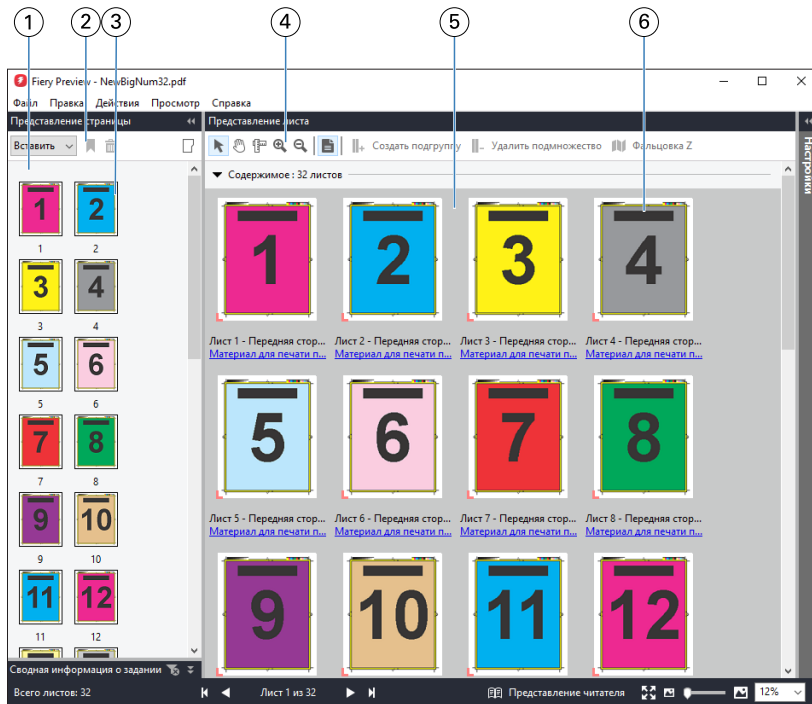 1 2 3 4 5 6
Fiery Preview - NewBigNum32.pdf
Файл Правка Действия Просмотр Справка
Представление страницы Представление листа
Вставить Создать подгруппу Удалить подмножество Фальцовка Z
Настройки
Содержимое : 32 листов
1 2
1 2
3 4
3 4
5 6
5 6
7 8
7 8
9 10
9 10
11 12
11 12
1 2 3 4
Лист 1 - Передняя стор... Лист 2 - Передняя стор... Лист 3 - Передняя стор... Лист 4 - Передняя стор...
Материал для печати п... Материал для печати п... Материал для печати п... Материал для печати п...
5 6 7 8
Лист 5 - Передняя стор... Лист 6 - Передняя стор... Лист 7 - Передняя стор... Лист 8 - Передняя стор...
Материал для печати п... Материал для печати п... Материал для печати п... Материал для печати п...
9 10 11 12
Сводная информация о задании
Всего листов: 32 Лист 1 из 32 Представление читателя 12%